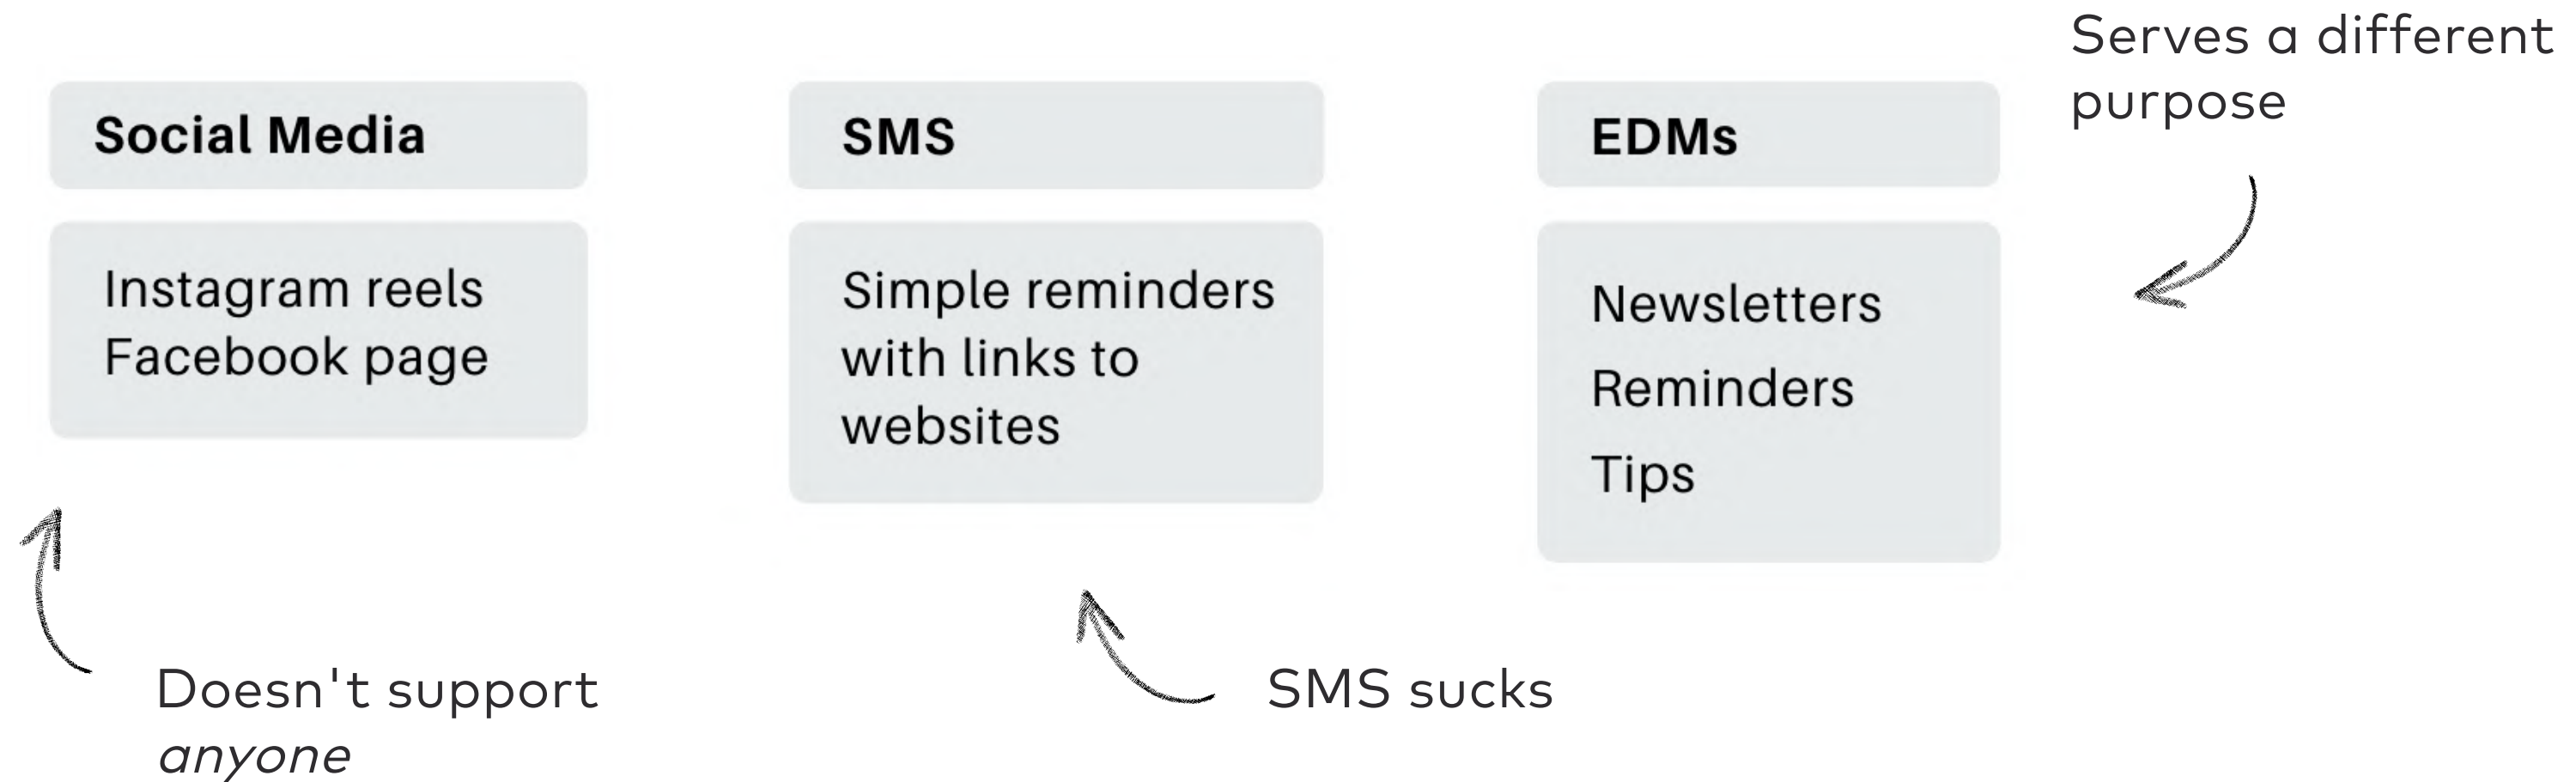 Serves a different
purpose
Social Media
SMS
EDMs
Instagram reels
Facebook page
Simple reminders
with links to
websites
Newsletters
Reminders
Tips
Doesn't support
anyone
SMS sucks